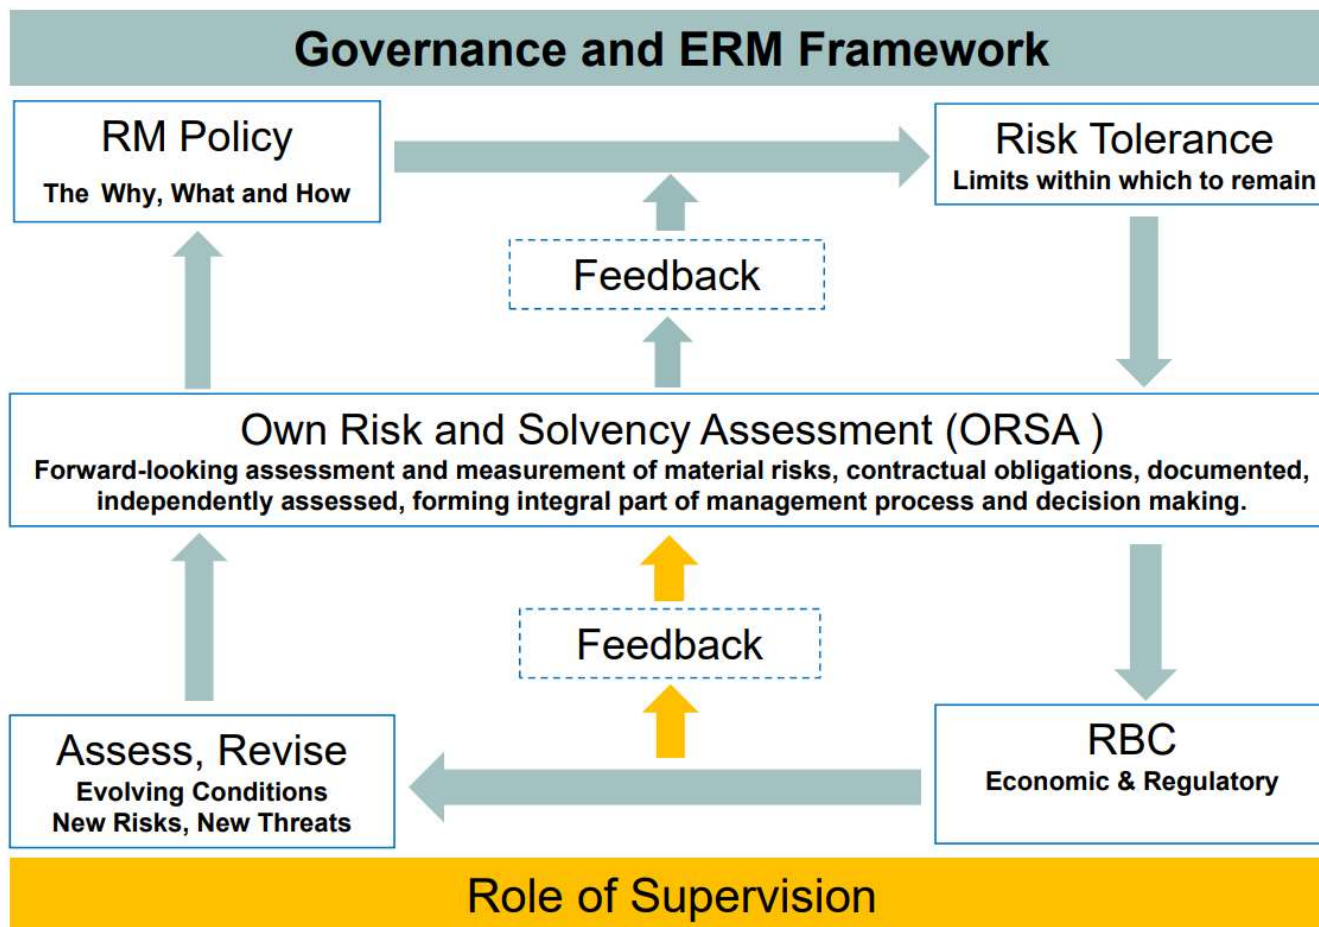 Governance and ERM Framework
RM Policy
The Why, What and How
Risk Tolerance
Limits within which to remain
Feedback
Own Risk and Solvency Assessment (ORSA )
Forward-looking assessment and measurement of material risks, contractual obligations, documented,
independently assessed, forming integral part of management process and decision making.
Feedback
Assess, Revise
Evolving Conditions
New Risks, New Threats
RBC
Economic & Regulatory
Role of Supervision